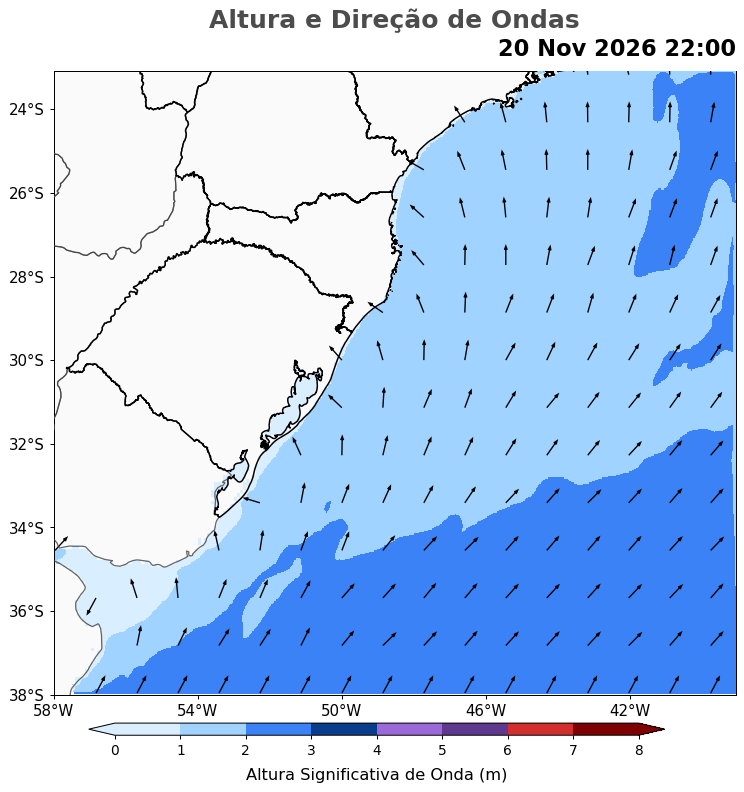 Altura e Direção de Ondas
20 Nov 2026 22:00
24°S
26°S
28°S
30°S
32°S
34°S
36°S
38°S
58°W 54°W 50°W 46°W 42°W
0 1 2 3 4 5 6 7 8
Altura Significativa de Onda (m)